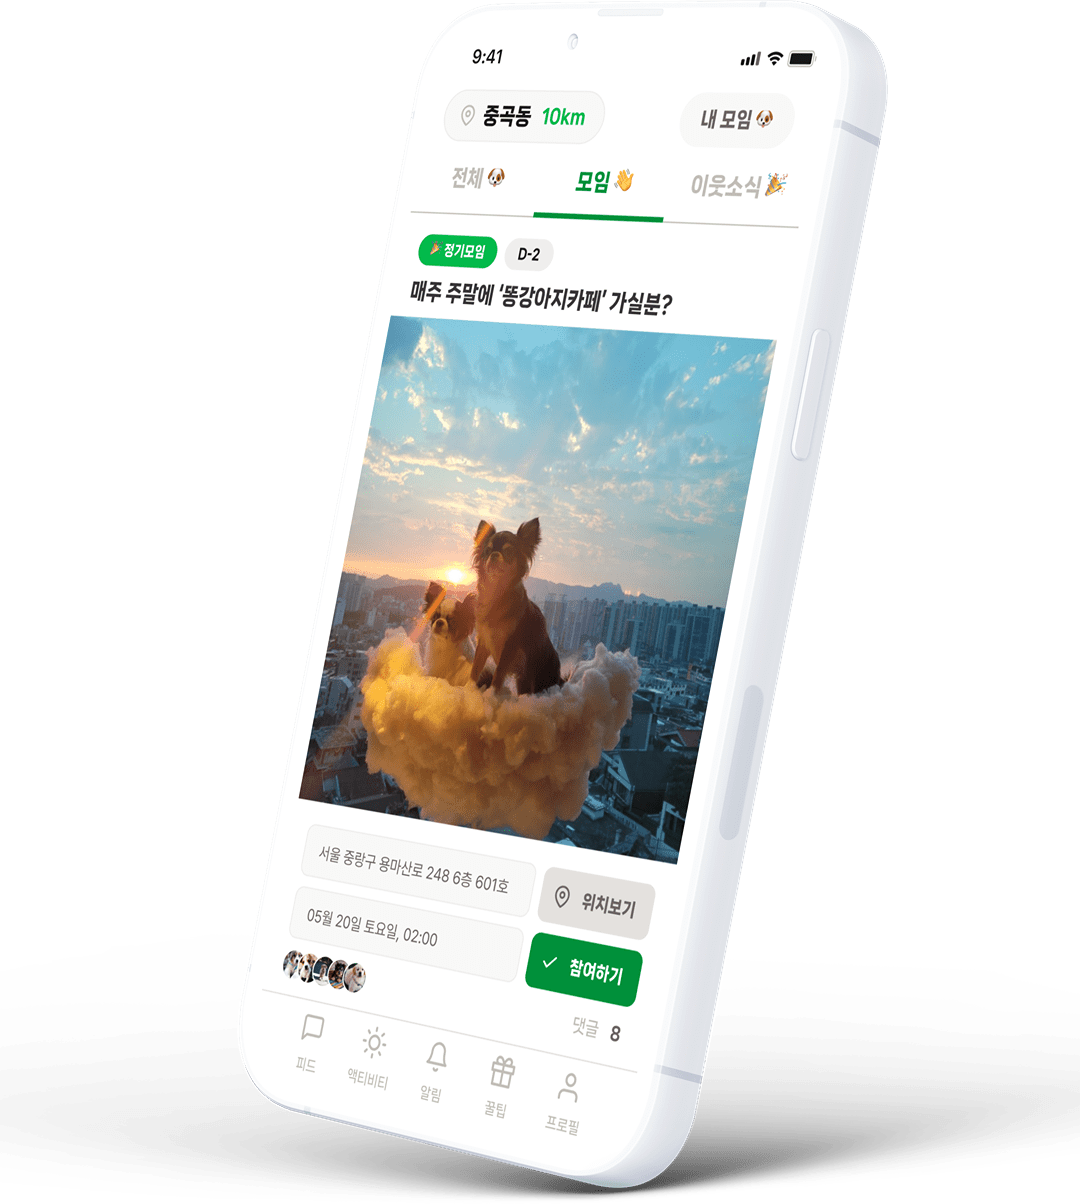 9:41
중곡동 10km
내 모임
전체
모임
이웃소식
정기모임
D-2
매주 주말에 '똥강아지카페' 가실분?
서울 중랑구 용마산로 248 6층 601호
위치보기
05월 20일 토요일, 02:00
참여하기
댓글 8
피드
액티비티
알림
꿀팁
프로필